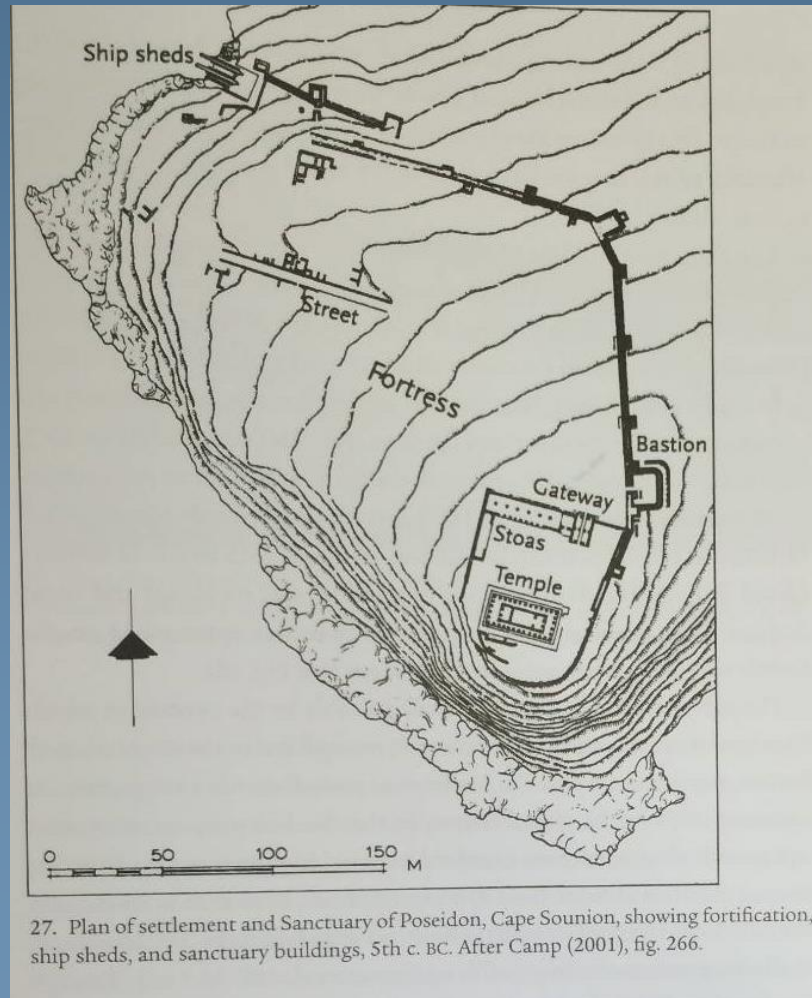 Ship sheds
Street
Fortress
Bastion
Gateway
Stoas
Temple
0 50 100 150 M
27. Plan of settlement and Sanctuary of Poseidon, Cape Sounion, showing fortification,
ship sheds, and sanctuary buildings, 5th c. BC. After Camp (2001), fig. 266.